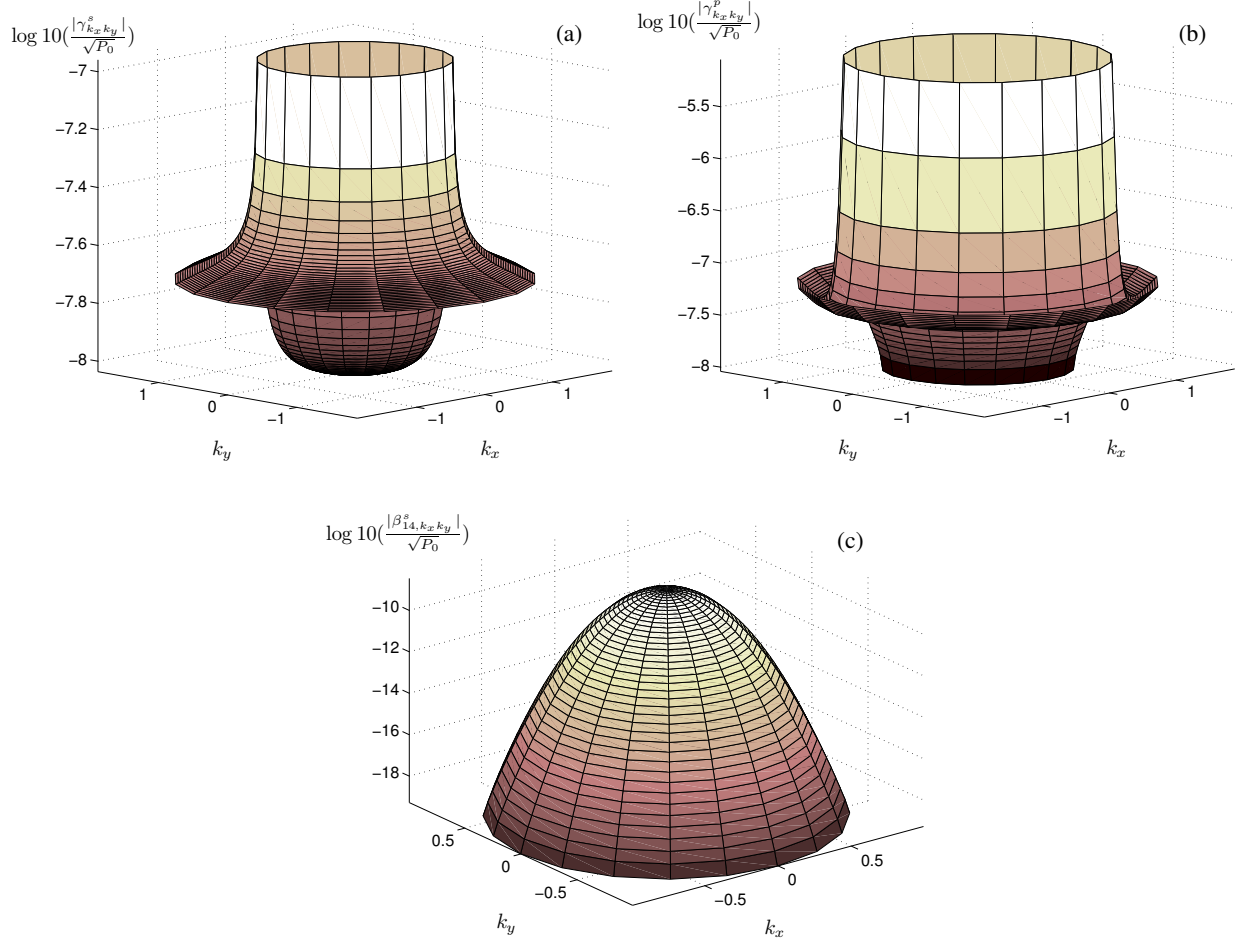 log 10(|γ^s_{k_x k_y}| / √P_0)
(a)
−7
−7.2
−7.4
−7.6
−7.8
−8
1
0
−1
−1
0
1
k_y
k_x
log 10(|γ^p_{k_x k_y}| / √P_0)
(b)
−5.5
−6
−6.5
−7
−7.5
−8
1
0
−1
−1
0
1
k_y
k_x
log 10(|β^s_{14,k_x k_y}| / √P_0)
(c)
−10
−12
−14
−16
−18
0.5
0
−0.5
−0.5
0
0.5
k_y
k_x